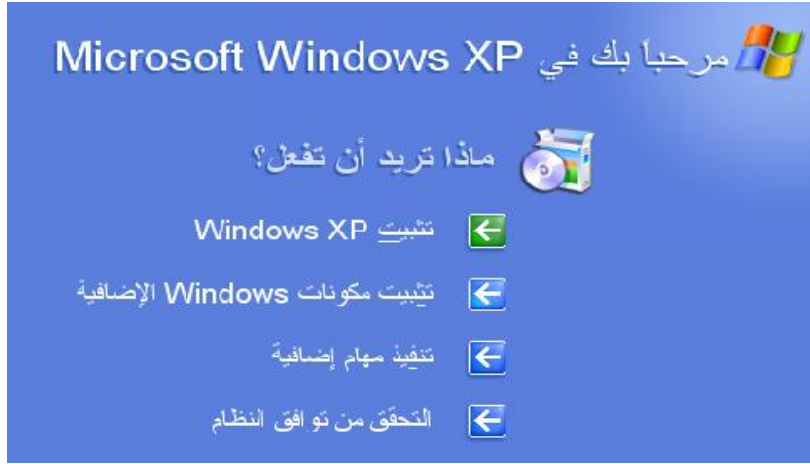 مرحباً بك في Microsoft Windows XP
ماذا تريد أن تفعل؟
تثبيت Windows XP
تثبيت مكونات Windows الإضافية
تنفيذ مهام إضافية
التحقق من توافق النظام